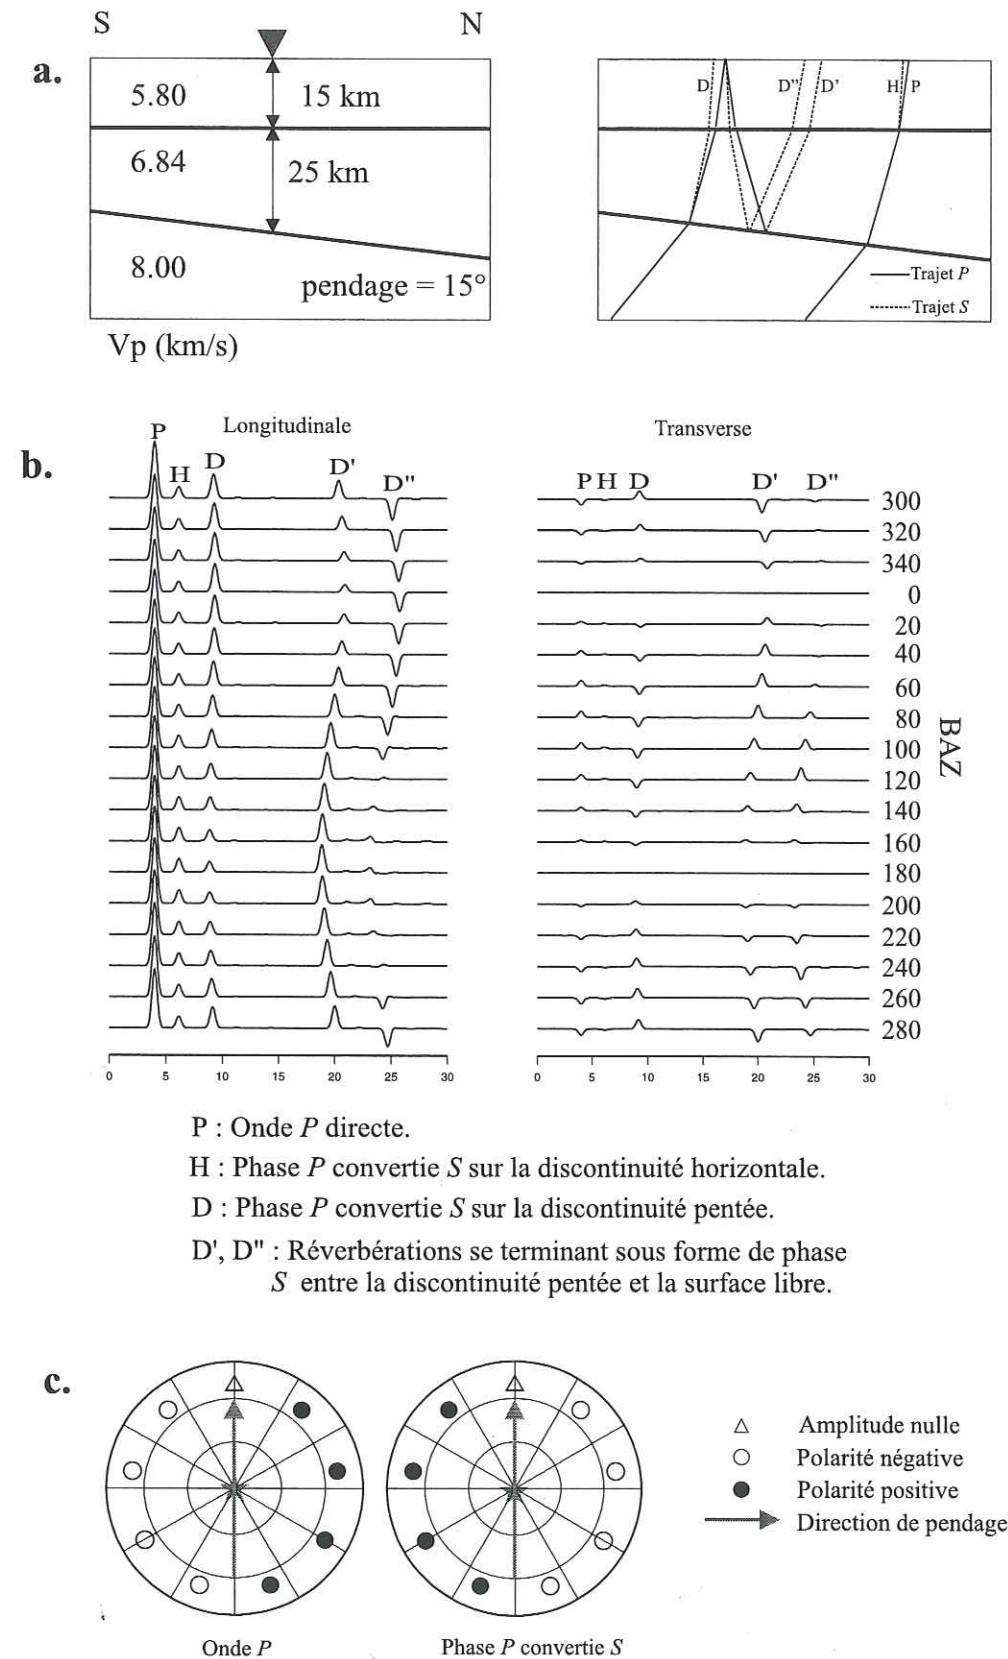 S
N
a.
5.80
15 km
6.84
25 km
8.00
pendage = 15°
Vp (km/s)
D
D"
D'
H
P
Trajet P
Trajet S
b.
Longitudinale
P
H
D
D'
D"
0 5 10 15 20 25 30
Transverse
P H D D' D"
300
320
340
0
20
40
60
80
100
120
140
160
180
200
220
240
260
280
BAZ
0 5 10 15 20 25 30
P : Onde P directe.
H : Phase P convertie S sur la discontinuité horizontale.
D : Phase P convertie S sur la discontinuité pentée.
D', D" : Réverbérations se terminant sous forme de phase
S entre la discontinuité pentée et la surface libre.
c.
Onde P
Phase P convertie S
Amplitude nulle
Polarité négative
Polarité positive
Direction de pendage